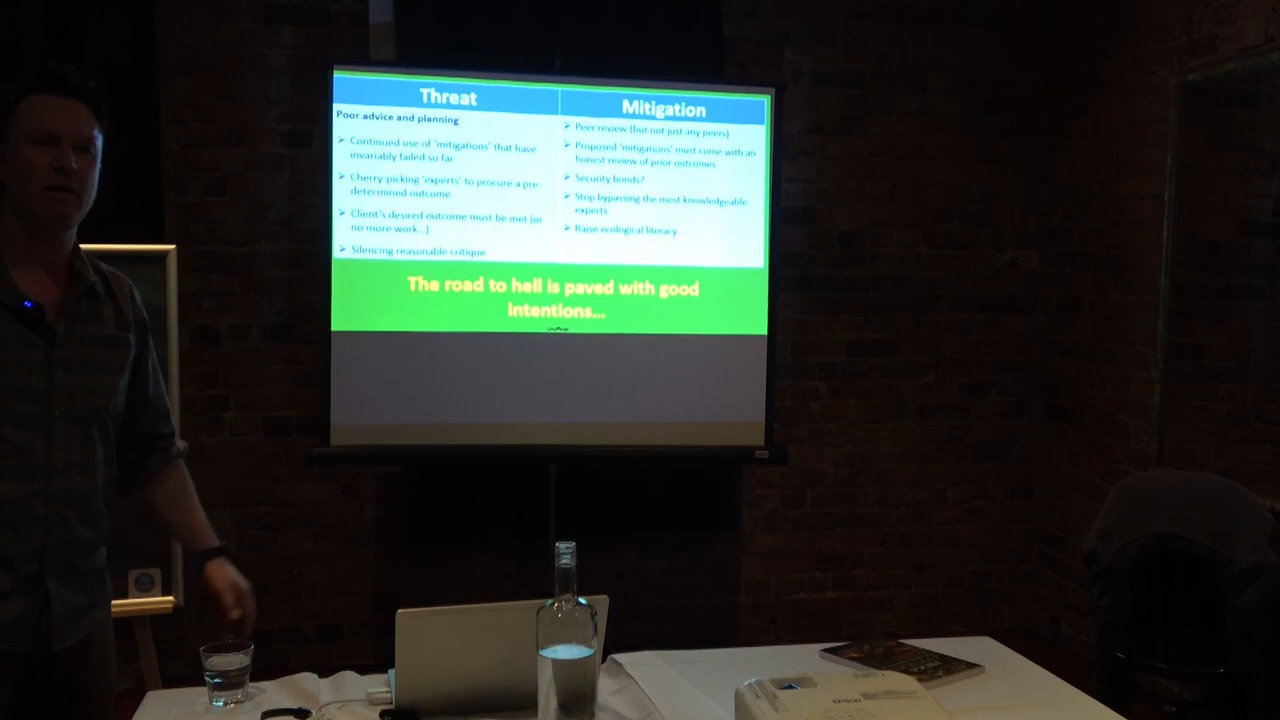 Threat
Mitigation
Poor advice and planning
➢ Continued use of 'mitigations' that have
invariably failed so far
➢ Cherry-picking 'experts' to procure a pre-
determined outcome
➢ Client's desired outcome must be met (or
no more work...)
➢ Silencing reasonable critique
➢ Peer review (but not just any peers)
➢ Proposed 'mitigations' must come with an
honest review of prior outcomes
➢ Security bonds?
➢ Stop bypassing the most knowledgeable
experts
➢ Raise ecological literacy
The road to hell is paved with good
intentions...
Unofficial
EPSON